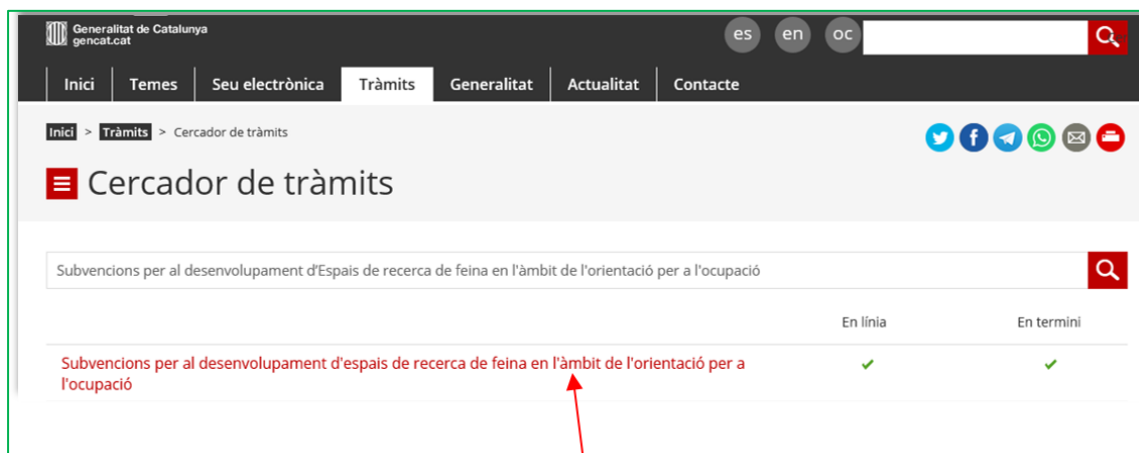 Generalitat de Catalunya
gencat.cat
es en oc
Inici Temes Seu electrònica Tràmits Generalitat Actualitat Contacte
Inici > Tràmits > Cercador de tràmits
Cercador de tràmits
Subvencions per al desenvolupament d'Espais de recerca de feina en l'àmbit de l'orientació per a l'ocupació
En línia En termini
Subvencions per al desenvolupament d'espais de recerca de feina en l'àmbit de l'orientació per a
l'ocupació